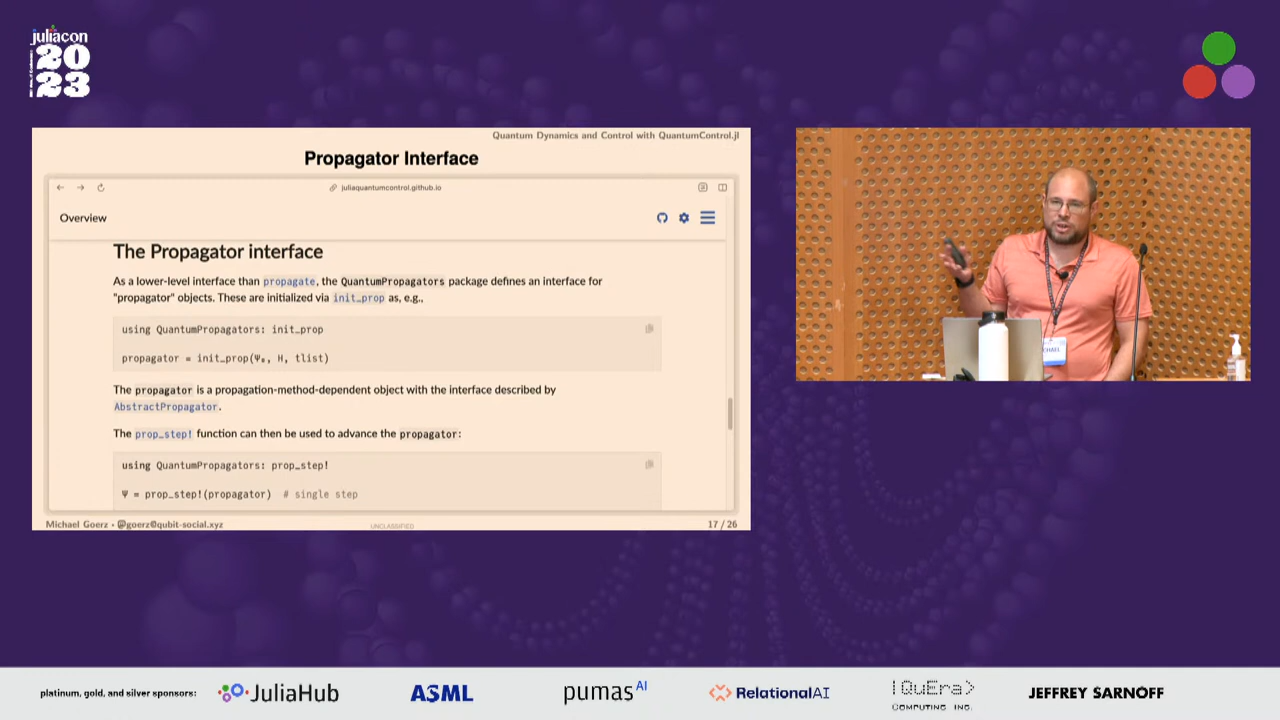 juliacon
2023
Quantum Dynamics and Control with QuantumControl.jl
Propagator Interface
juliaquantumcontrol.github.io
Overview
The Propagator interface
As a lower-level interface than propagate, the QuantumPropagators package defines an interface for
"propagator" objects. These are initialized via init_prop as, e.g.,
using QuantumPropagators: init_prop
propagator = init_prop(Ψ₀, H, tlist)
The propagator is a propagation-method-dependent object with the interface described by
AbstractPropagator.
The prop_step! function can then be used to advance the propagator:
using QuantumPropagators: prop_step!
Ψ = prop_step!(propagator)  # single step
Michael Goerz • @goerz@qubit-social.xyz
UNCLASSIFIED
17 / 26
platinum, gold, and silver sponsors:
JuliaHub
ASML
pumasAI
RelationalAI
|QuEra>
COMPUTING INC.
JEFFREY SARNOFF